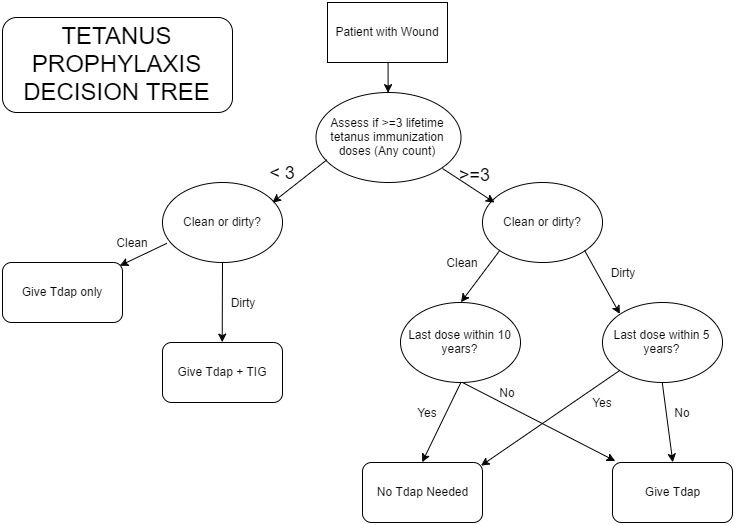 TETANUS
PROPHYLAXIS
DECISION TREE
Patient with Wound
Assess if >=3 lifetime
tetanus immunization
doses (Any count)
< 3
>=3
Clean or dirty?
Clean or dirty?
Clean
Dirty
Clean
Dirty
Give Tdap only
Give Tdap + TIG
Last dose within 10
years?
Last dose within 5
years?
Yes
No
Yes
No
No Tdap Needed
Give Tdap